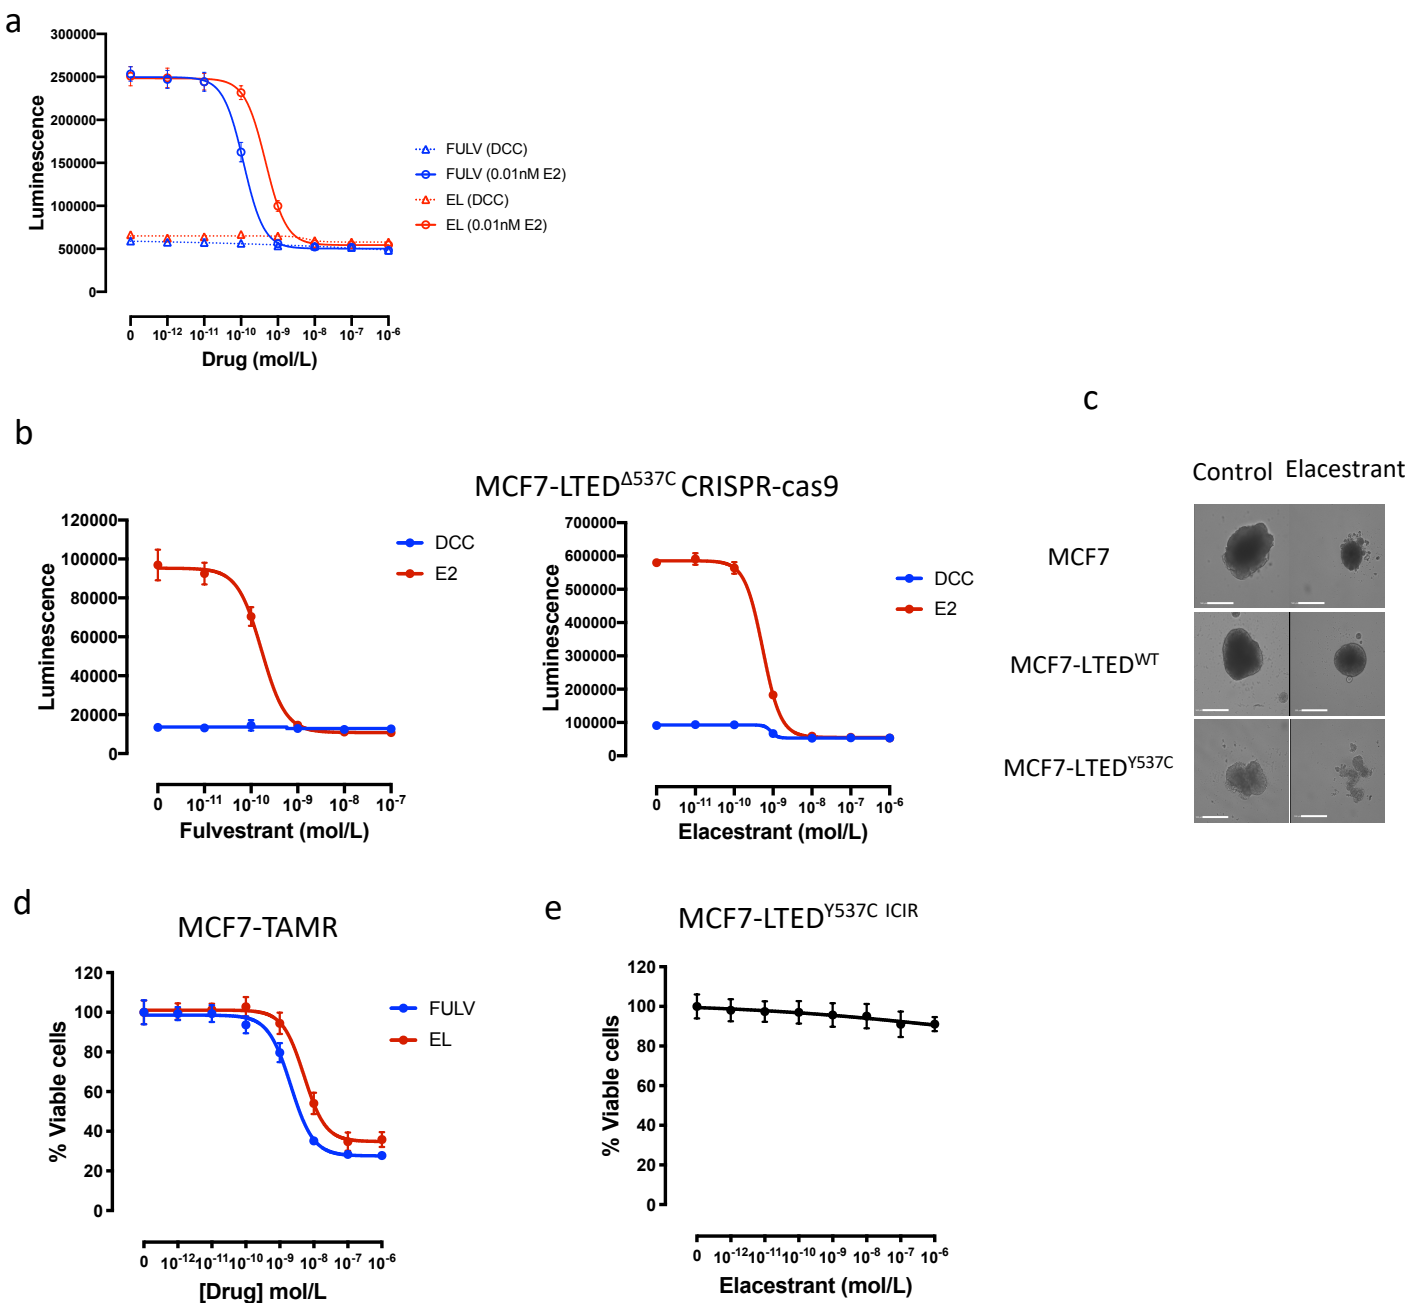 a
300000
250000
200000
150000
100000
50000
0
Luminescence
0 10-12 10-11 10-10 10-9 10-8 10-7 10-6
Drug (mol/L)
FULV (DCC)
FULV (0.01nM E2)
EL (DCC)
EL (0.01nM E2)
b
MCF7-LTEDΔ537C CRISPR-cas9
120000
100000
80000
60000
40000
20000
0
Luminescence
0 10-11 10-10 10-9 10-8 10-7
Fulvestrant (mol/L)
DCC
E2
700000
600000
500000
400000
300000
200000
100000
0
Luminescence
0 10-11 10-10 10-9 10-8 10-7 10-6
Elacestrant (mol/L)
DCC
E2
c
Control Elacestrant
MCF7
MCF7-LTEDWT
MCF7-LTEDY537C
d
MCF7-TAMR
120
100
80
60
40
20
0
% Viable cells
0 10-12 10-11 10-10 10-9 10-8 10-7 10-6
[Drug] mol/L
FULV
EL
e
MCF7-LTEDY537C ICIR
120
100
80
60
40
20
0
% Viable cells
0 10-12 10-11 10-10 10-9 10-8 10-7 10-6
Elacestrant (mol/L)